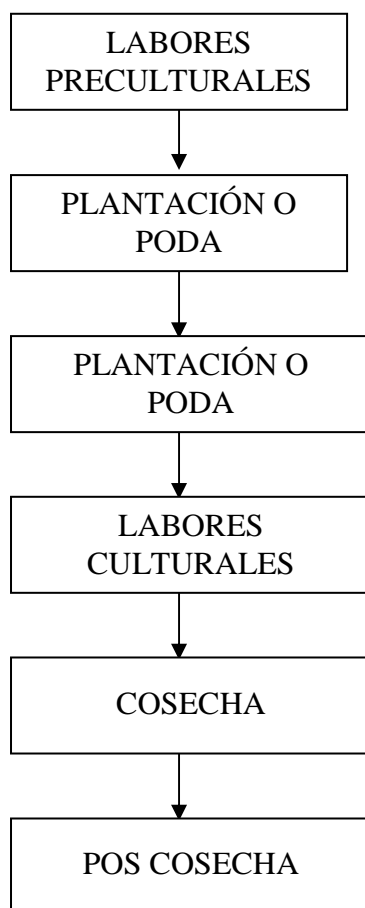 LABORES
PRECULTURALES
PLANTACIÓN O
PODA
PLANTACIÓN O
PODA
LABORES
CULTURALES
COSECHA
POS COSECHA